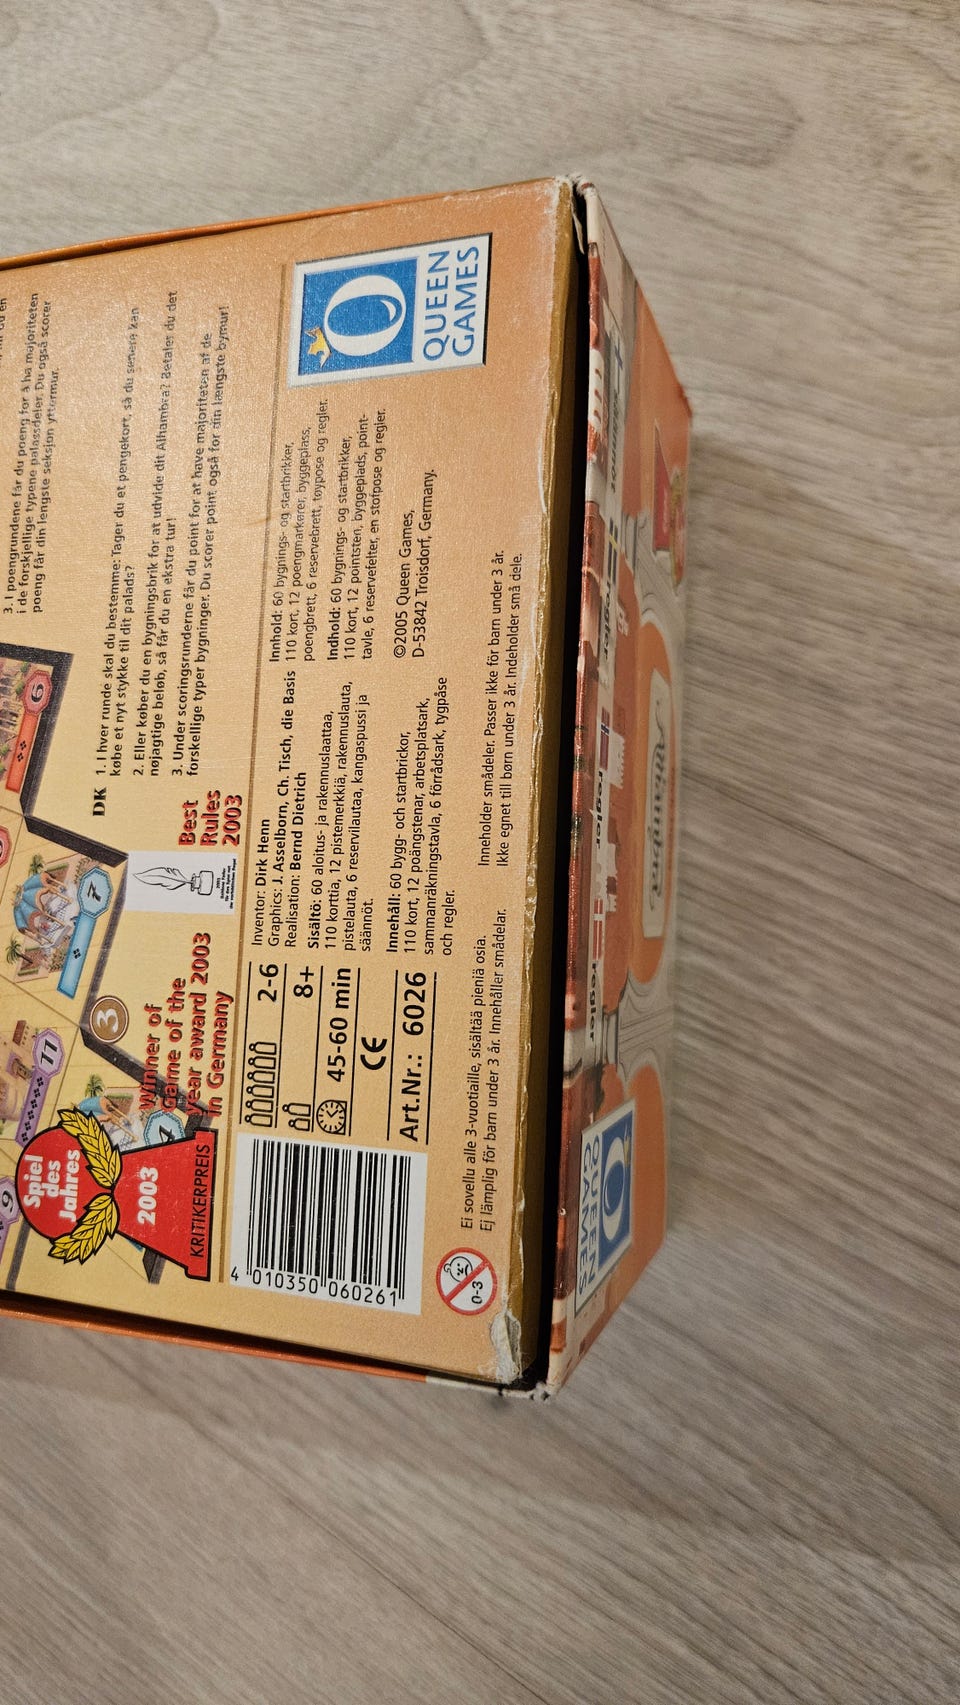 3. I poengrundene får du poeng for å ha majoriteten
i de forskjellige typene palassdeler. Du også scorer
poeng får din lengste seksjon yttermur.
DK 1. I hver runde skal du bestemme: Tager du et pengekort, så du senere kan
købe et nyt stykke til dit palads?
2. Eller køber du en bygningsbrik for at udvide dit Alhambra? Betaler du det
nøjagtige beløb, så får du en ekstra tur!
3. Under scoringsrunderne får du point for at have majoriteten af de
forskellige typer bygninger. Du scorer point også for din længste bymur!
6
7
3
11
9
4
Spiel
des
Jahres
2003
KRITIKERPREIS
Winner of
Game of the
year award 2003
in Germany
Best
Rules
2003
4 010350 060261
2-6
8+
45-60 min
CE
Art.Nr.: 6026
Inventor: Dirk Henn
Graphics: J. Asselborn, Ch. Tisch, die Basis
Realisation: Bernd Dietrich
Sisältö: 60 aloitus- ja rakennuslaattaa,
110 korttia, 12 pistemerkkiä, rakennuslauta,
pistelauta, 6 reservilautaa, kangaspussi ja
säännöt.
Innehåll: 60 bygg- och startbrickor,
110 kort, 12 poängstenar, arbetsplatsark,
sammanräkningstavla, 6 förrådsark, tygpåse
och regler.
Innhold: 60 bygnings- og startbrikker,
110 kort, 12 poengmarkører, byggeplass,
poengbrett, 6 reservebrett, tøypose og regler.
Indhold: 60 bygnings- og startbrikker,
110 kort, 12 pointsten, byggeplads, point-
tavle, 6 reservefelter, en stofpose og regler.
©2005 Queen Games,
D-53842 Troisdorf, Germany.
QUEEN
GAMES
0-3
Ei sovellu alle 3-vuotiaille, sisältää pieniä osia.
Ej lämplig för barn under 3 år. Innehåller smådelar.
Inneholder smådeler. Passer ikke för barn under 3 år.
Ikke egnet til børn under 3 år. Indeholder små dele.
QUEEN
GAMES
regler
regler
regler
säännöt
Alhambra